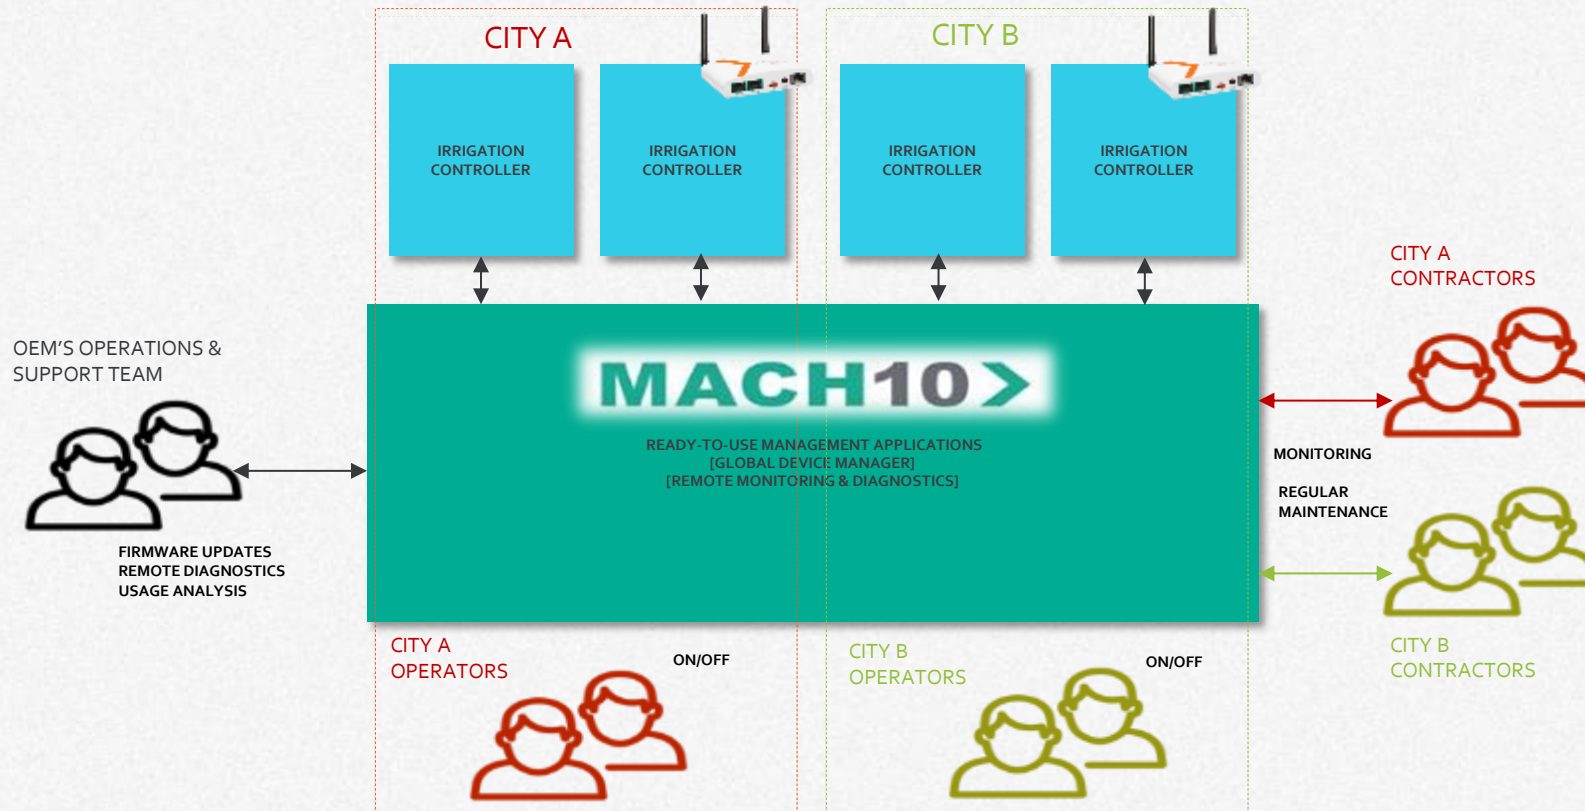 CITY A
CITY B
IRRIGATION
CONTROLLER
IRRIGATION
CONTROLLER
IRRIGATION
CONTROLLER
IRRIGATION
CONTROLLER
CITY A
CONTRACTORS
OEM'S OPERATIONS &
SUPPORT TEAM
MACH10
READY-TO-USE MANAGEMENT APPLICATIONS
[GLOBAL DEVICE MANAGER]
[REMOTE MONITORING & DIAGNOSTICS]
MONITORING
REGULAR
MAINTENANCE
FIRMWARE UPDATES
REMOTE DIAGNOSTICS
USAGE ANALYSIS
CITY A
OPERATORS
ON/OFF
CITY B
OPERATORS
ON/OFF
CITY B
CONTRACTORS